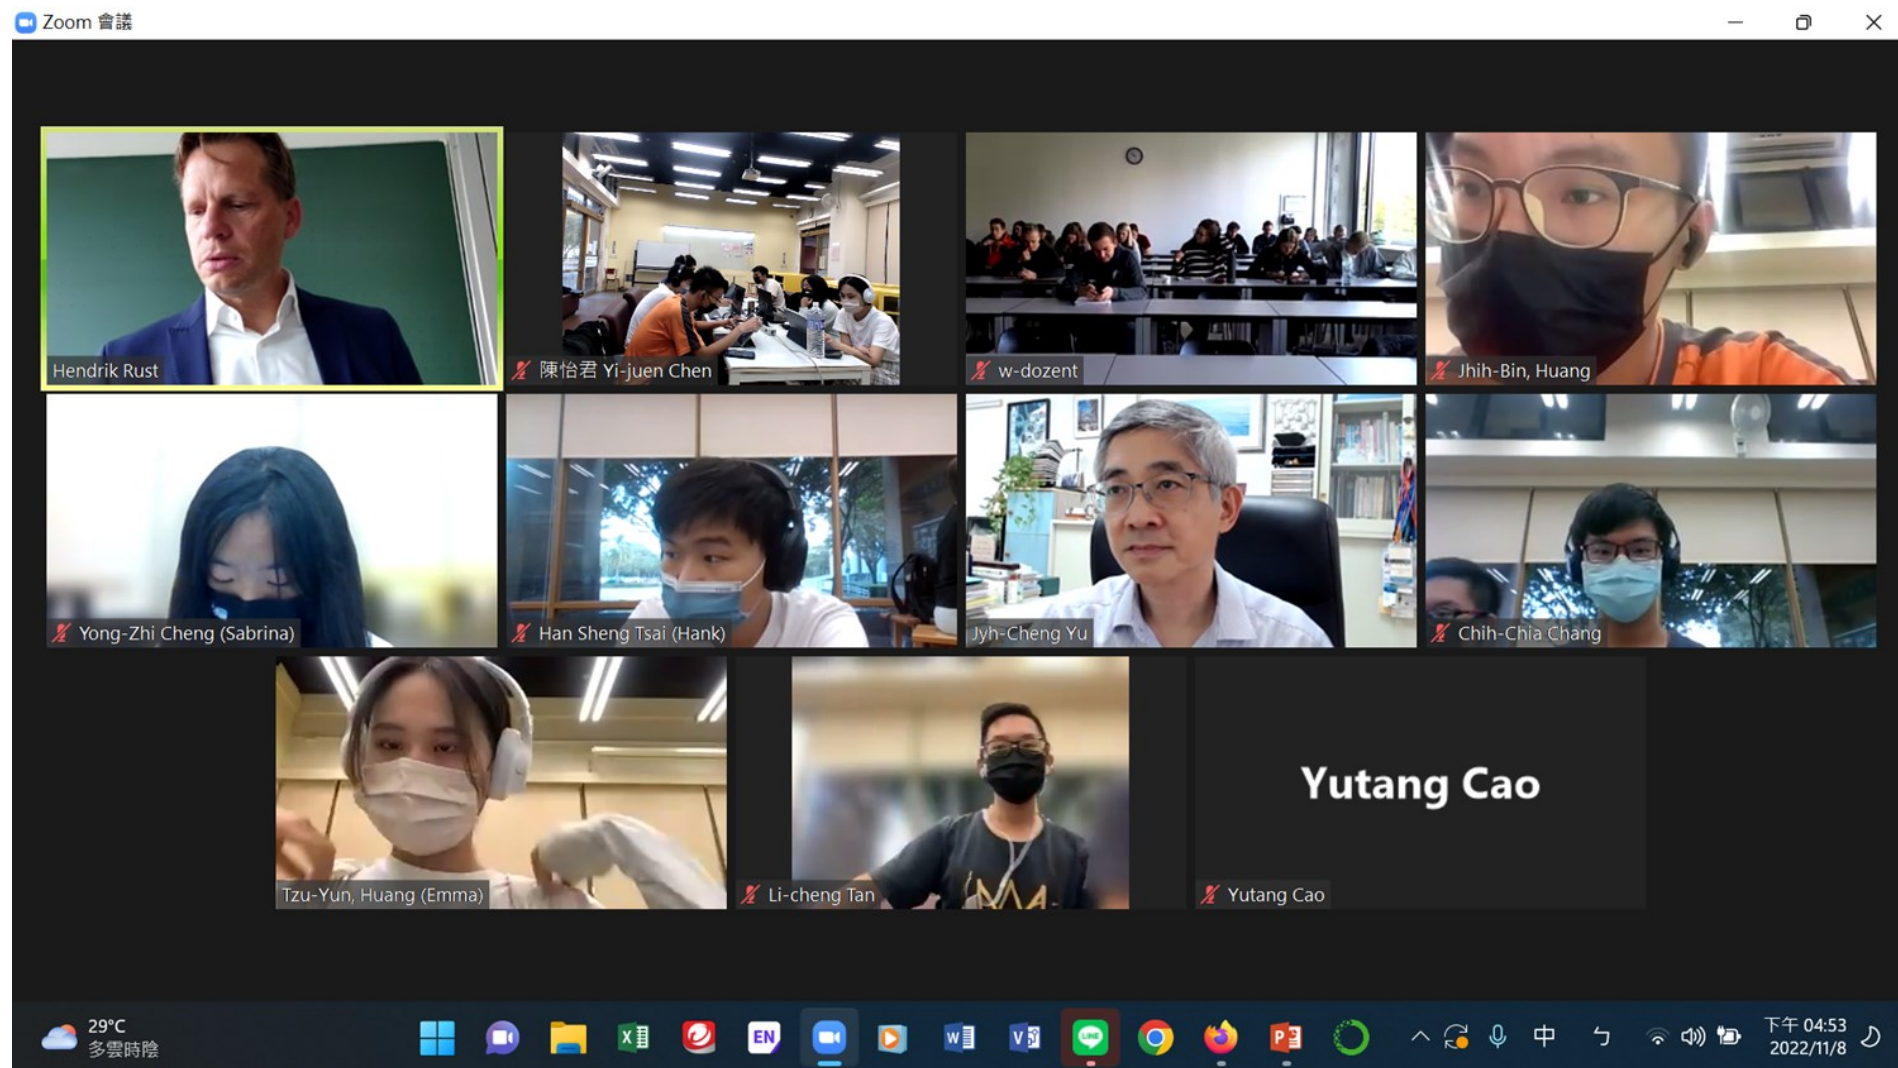 Zoom 會議
Hendrik Rust
陳怡君 Yi-juen Chen
w-dozent
Jhih-Bin, Huang
Yong-Zhi Cheng (Sabrina)
Han Sheng Tsai (Hank)
Jyh-Cheng Yu
Chih-Chia Chang
Tzu-Yun, Huang (Emma)
Li-cheng Tan
Yutang Cao
Yutang Cao
29°C
多雲時陰
EN
LINE
中
ㄅ
下午 04:53
2022/11/8